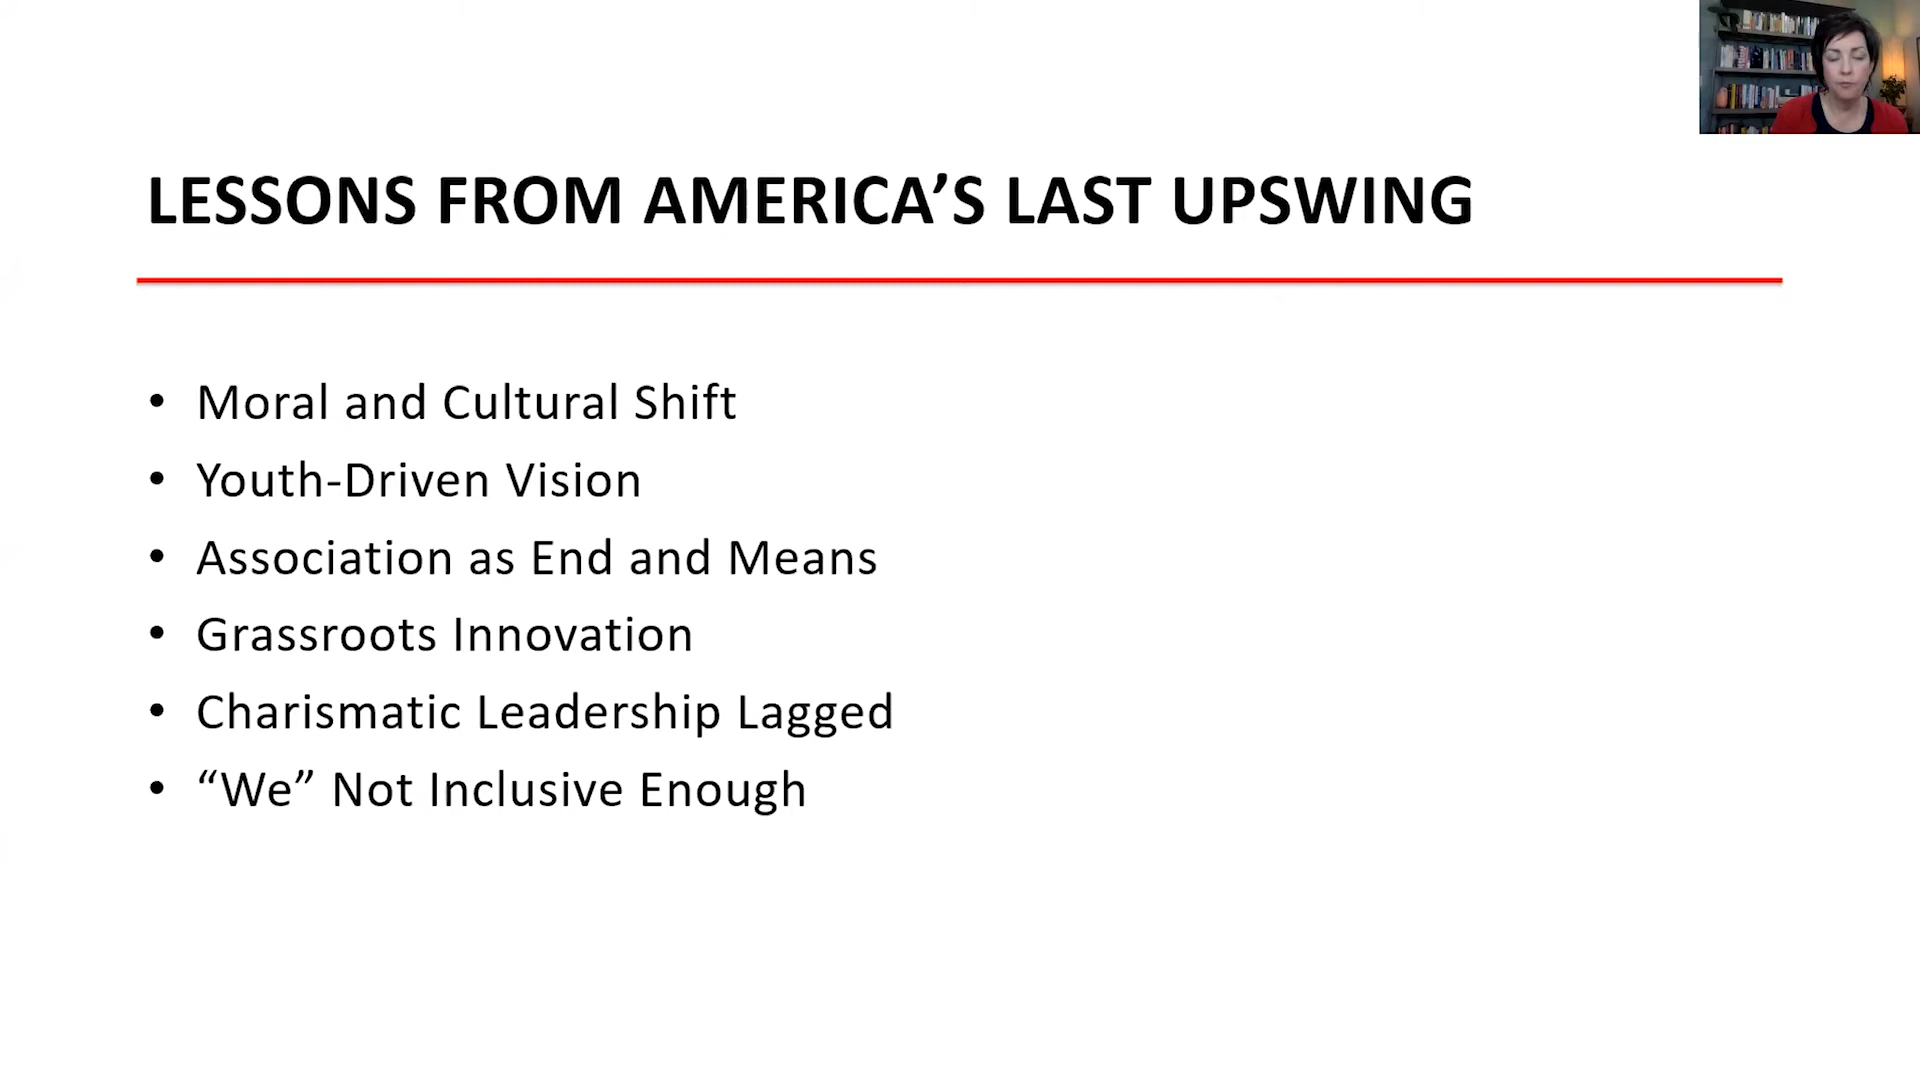 LESSONS FROM AMERICA’S LAST UPSWING
• Moral and Cultural Shift
• Youth-Driven Vision
• Association as End and Means
• Grassroots Innovation
• Charismatic Leadership Lagged
• “We” Not Inclusive Enough